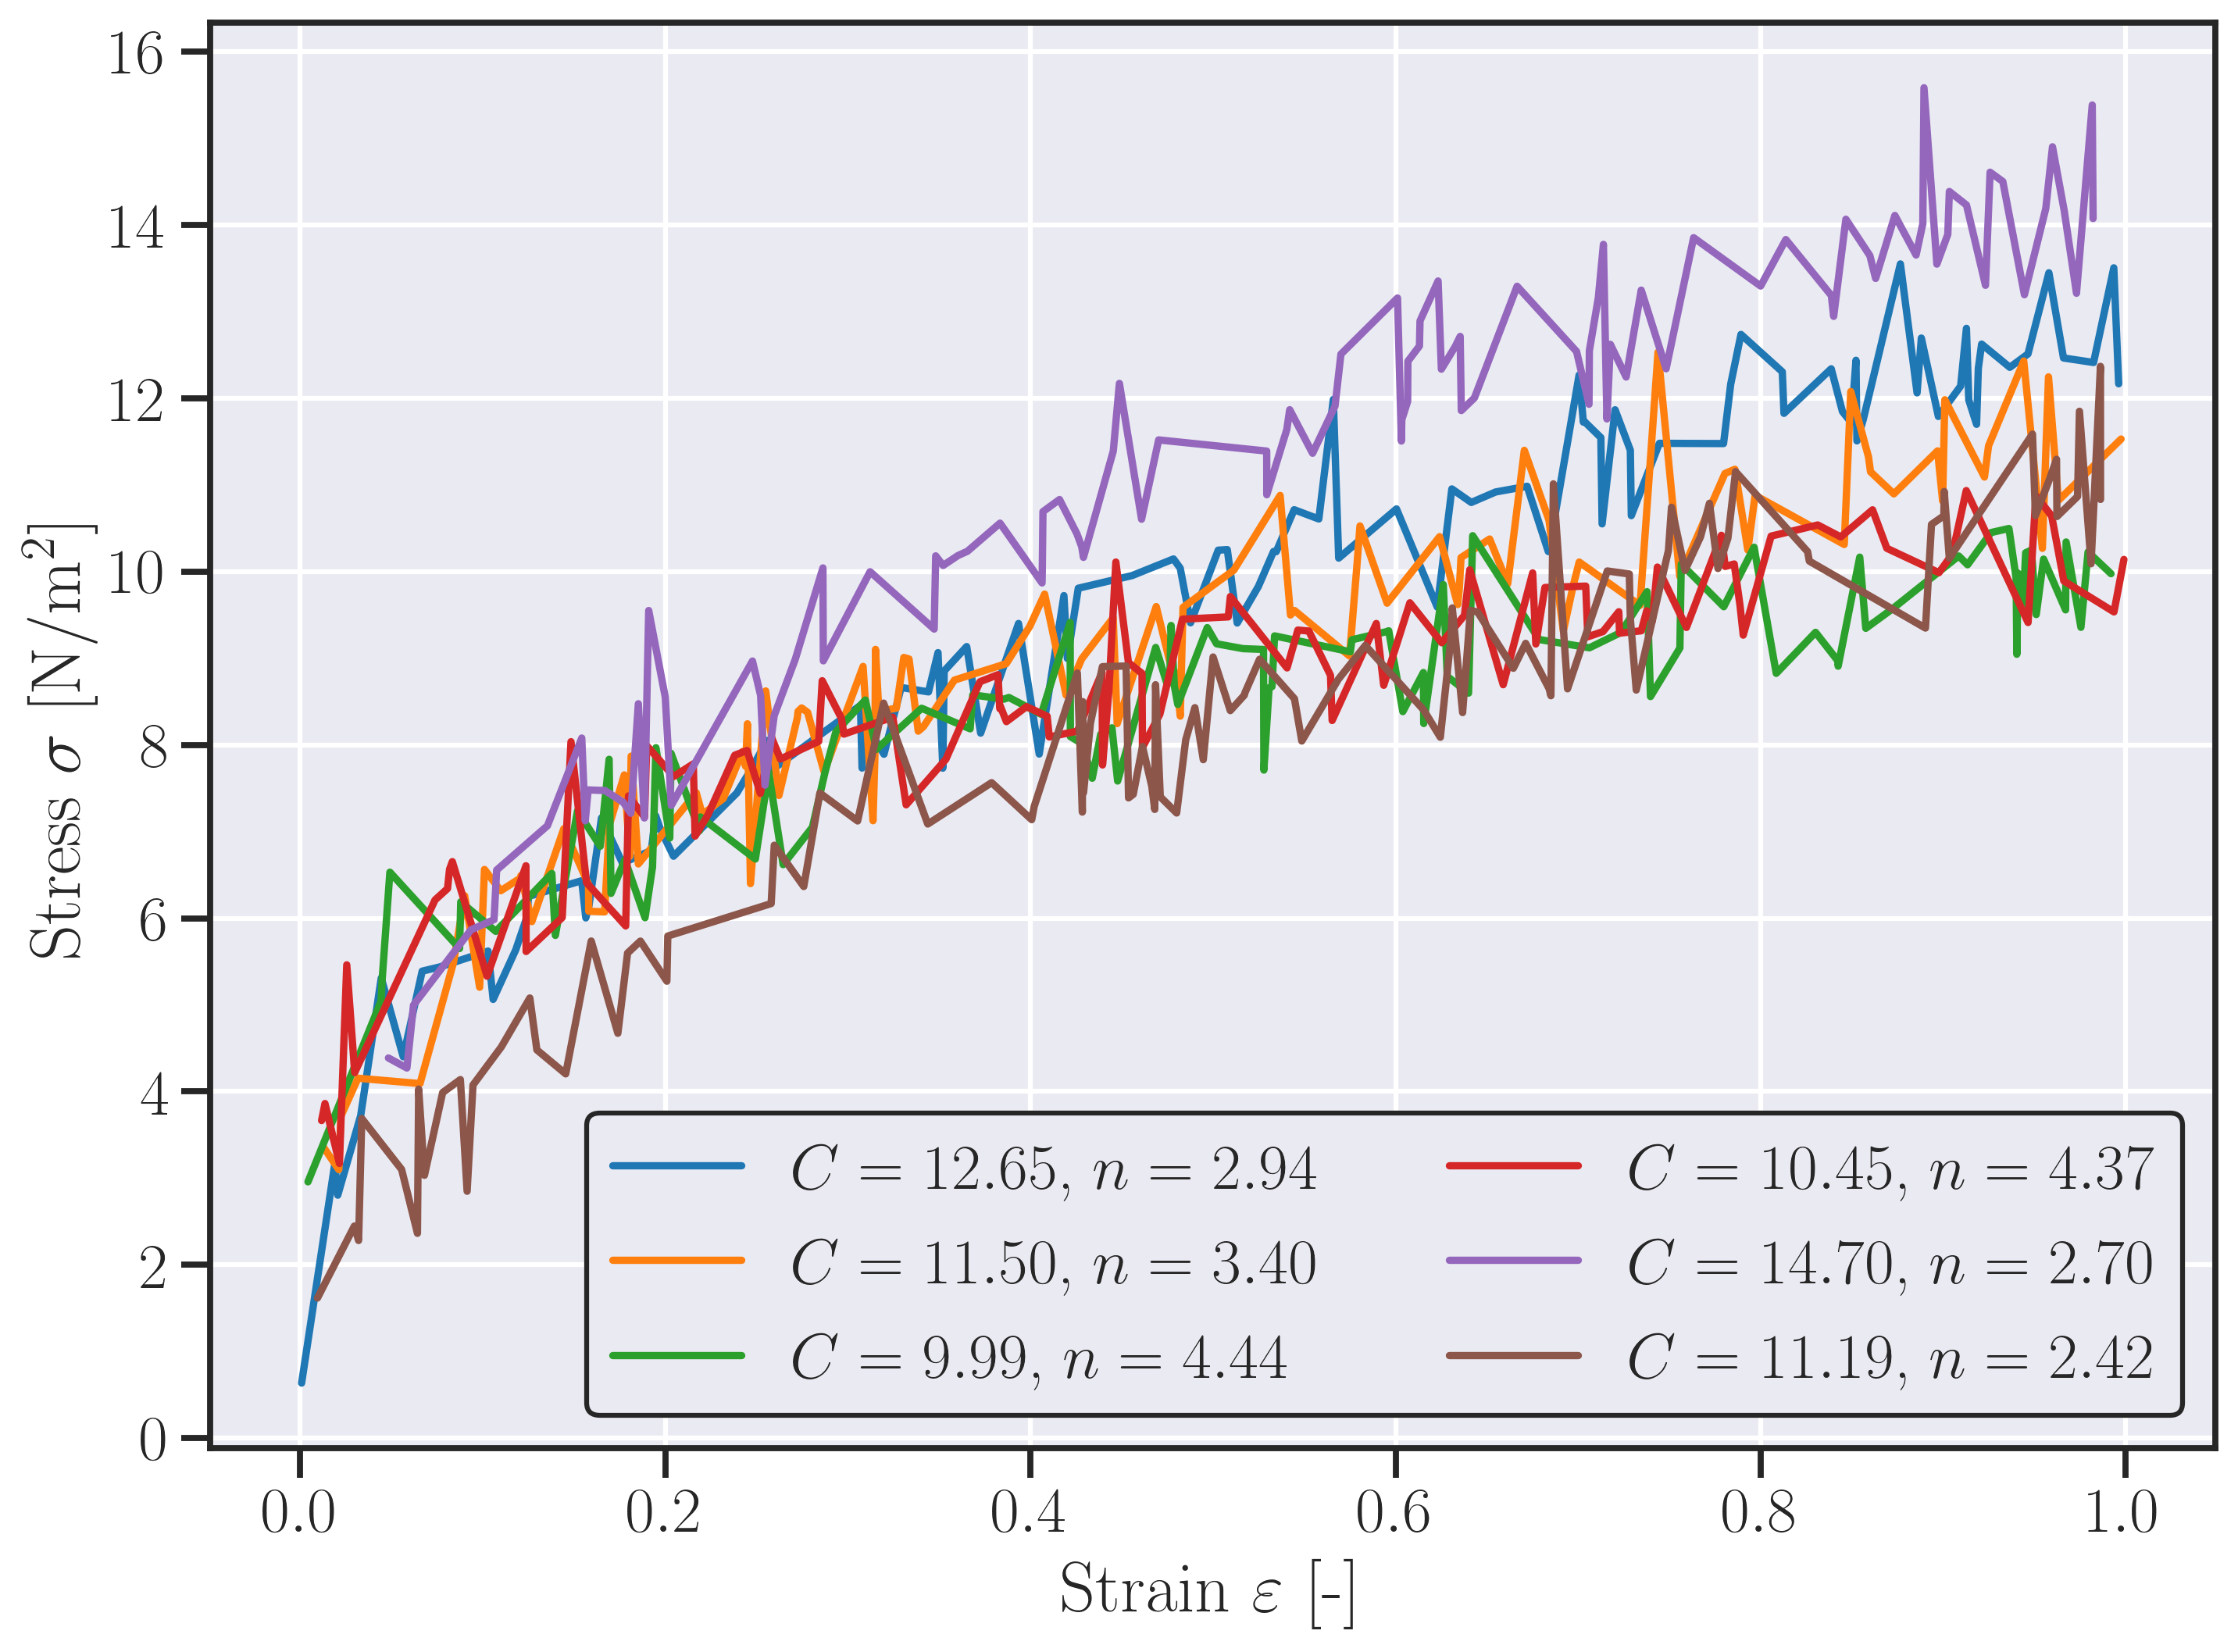 16
14
12
10
8
6
4
2
0
Stress σ [N/m²]
C = 12.65, n = 2.94
C = 11.50, n = 3.40
C = 9.99, n = 4.44
C = 10.45, n = 4.37
C = 14.70, n = 2.70
C = 11.19, n = 2.42
0.0 0.2 0.4 0.6 0.8 1.0
Strain ε [-]